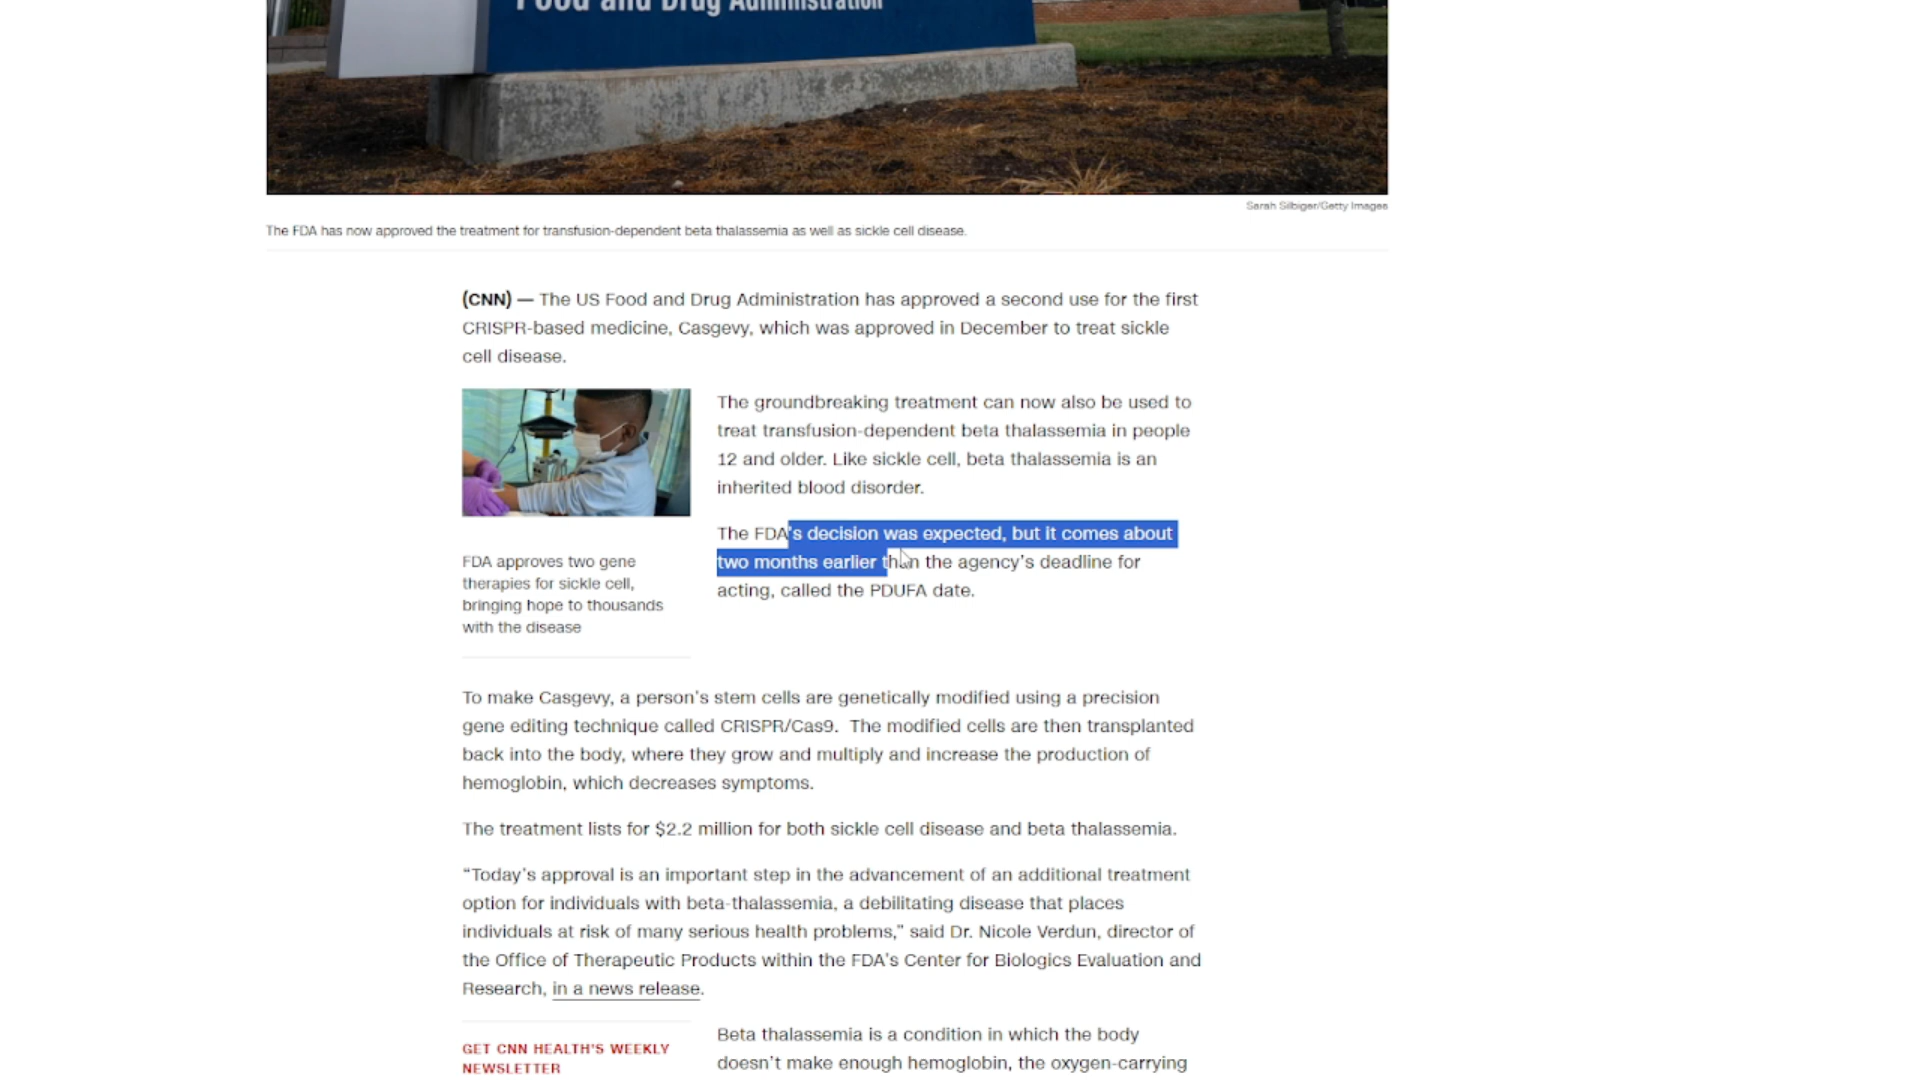 Food and Drug Administration
Sarah Silbiger/Getty Images
The FDA has now approved the treatment for transfusion-dependent beta thalassemia as well as sickle cell disease.
(CNN) — The US Food and Drug Administration has approved a second use for the first
CRISPR-based medicine, Casgevy, which was approved in December to treat sickle
cell disease.
The groundbreaking treatment can now also be used to
treat transfusion-dependent beta thalassemia in people
12 and older. Like sickle cell, beta thalassemia is an
inherited blood disorder.
The FDA's decision was expected, but it comes about
two months earlier than the agency's deadline for
acting, called the PDUFA date.
FDA approves two gene
therapies for sickle cell,
bringing hope to thousands
with the disease
To make Casgevy, a person's stem cells are genetically modified using a precision
gene editing technique called CRISPR/Cas9.  The modified cells are then transplanted
back into the body, where they grow and multiply and increase the production of
hemoglobin, which decreases symptoms.
The treatment lists for $2.2 million for both sickle cell disease and beta thalassemia.
“Today's approval is an important step in the advancement of an additional treatment
option for individuals with beta-thalassemia, a debilitating disease that places
individuals at risk of many serious health problems,” said Dr. Nicole Verdun, director of
the Office of Therapeutic Products within the FDA's Center for Biologics Evaluation and
Research, in a news release.
GET CNN HEALTH'S WEEKLY
NEWSLETTER
Beta thalassemia is a condition in which the body
doesn't make enough hemoglobin, the oxygen-carrying